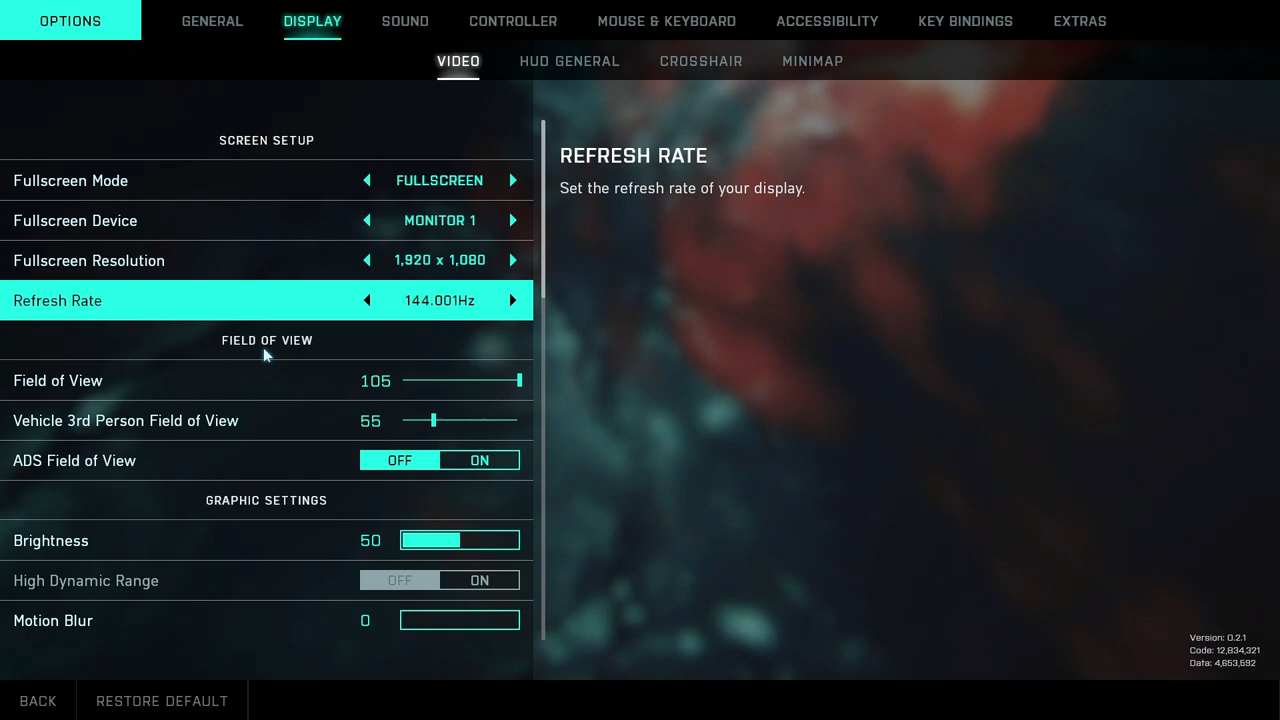 OPTIONS GENERAL DISPLAY SOUND CONTROLLER MOUSE & KEYBOARD ACCESSIBILITY KEY BINDINGS EXTRAS
VIDEO HUD GENERAL CROSSHAIR MINIMAP
SCREEN SETUP
Fullscreen Mode FULLSCREEN
Fullscreen Device MONITOR 1
Fullscreen Resolution 1,920 x 1,080
Refresh Rate 144.001Hz
FIELD OF VIEW
Field of View 105
Vehicle 3rd Person Field of View 55
ADS Field of View OFF ON
GRAPHIC SETTINGS
Brightness 50
High Dynamic Range OFF ON
Motion Blur 0
REFRESH RATE
Set the refresh rate of your display.
Version: 0.2.1
Code: 12,834,321
Data: 4,653,592
BACK RESTORE DEFAULT